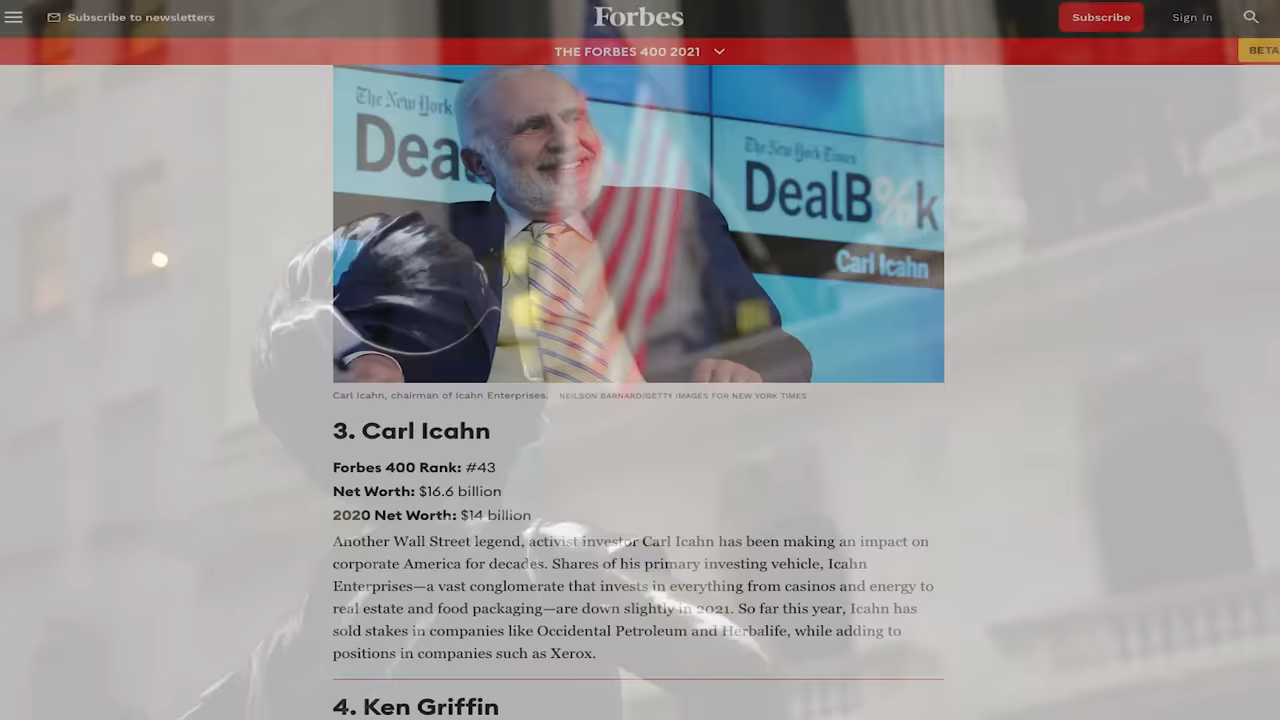 Subscribe to newsletters
Forbes
Subscribe
Sign In
THE FORBES 400 2021
BETA
The New York
Dea
The New York Times
DealB%k
Carl Icahn
Carl Icahn, chairman of Icahn Enterprises. NEILSON BARNARD/GETTY IMAGES FOR NEW YORK TIMES
3. Carl Icahn
Forbes 400 Rank: #43
Net Worth: $16.6 billion
2020 Net Worth: $14 billion
Another Wall Street legend, activist investor Carl Icahn has been making an impact on
corporate America for decades. Shares of his primary investing vehicle, Icahn
Enterprises—a vast conglomerate that invests in everything from casinos and energy to
real estate and food packaging—are down slightly in 2021. So far this year, Icahn has
sold stakes in companies like Occidental Petroleum and Herbalife, while adding to
positions in companies such as Xerox.
4. Ken Griffin